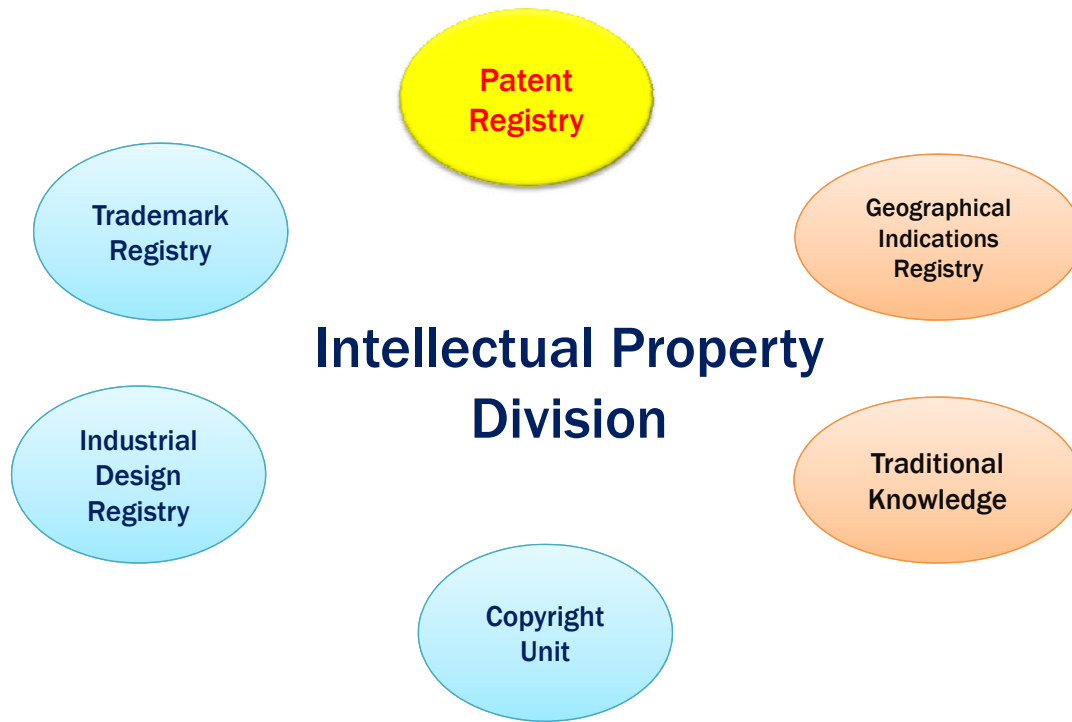 Patent
Registry
Trademark
Registry
Geographical
Indications
Registry
Intellectual Property
Division
Industrial
Design
Registry
Traditional
Knowledge
Copyright
Unit